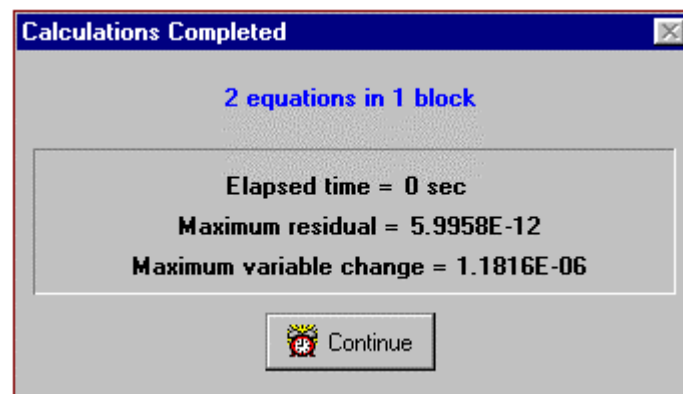 Calculations Completed
2 equations in 1 block
Elapsed time = 0 sec
Maximum residual = 5.9958E-12
Maximum variable change = 1.1816E-06
Continue